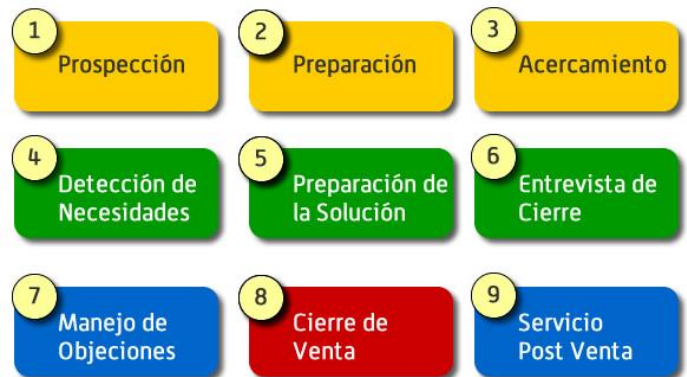 1
Prospección
2
Preparación
3
Acercamiento
4
Detección de
Necesidades
5
Preparación de
la Solución
6
Entrevista de
Cierre
7
Manejo de
Objeciones
8
Cierre de
Venta
9
Servicio
Post Venta